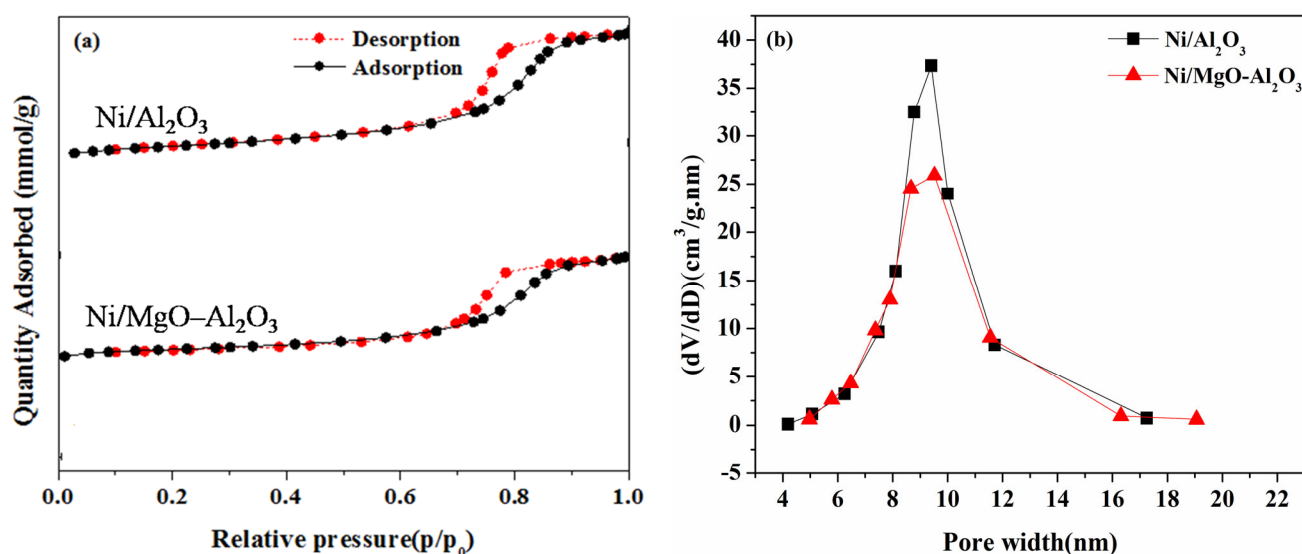 (a)
Desorption
Adsorption
Ni/Al₂O₃
Ni/MgO–Al₂O₃
Quantity Adsorbed (mmol/g)
0.0 0.2 0.4 0.6 0.8 1.0
Relative pressure(p/p₀)
(b)
Ni/Al₂O₃
Ni/MgO-Al₂O₃
(dV/dD)(cm³/g.nm)
40
35
30
25
20
15
10
5
0
-5
4 6 8 10 12 14 16 18 20 22
Pore width(nm)